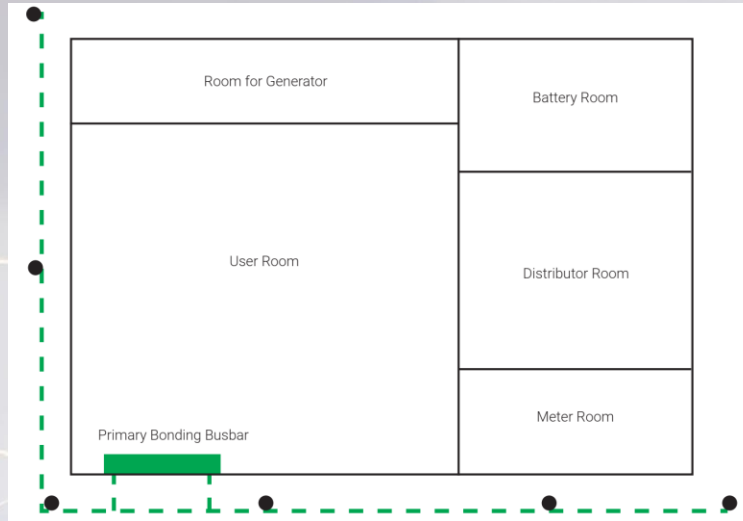 Room for Generator
Battery Room
User Room
Distributor Room
Meter Room
Primary Bonding Busbar